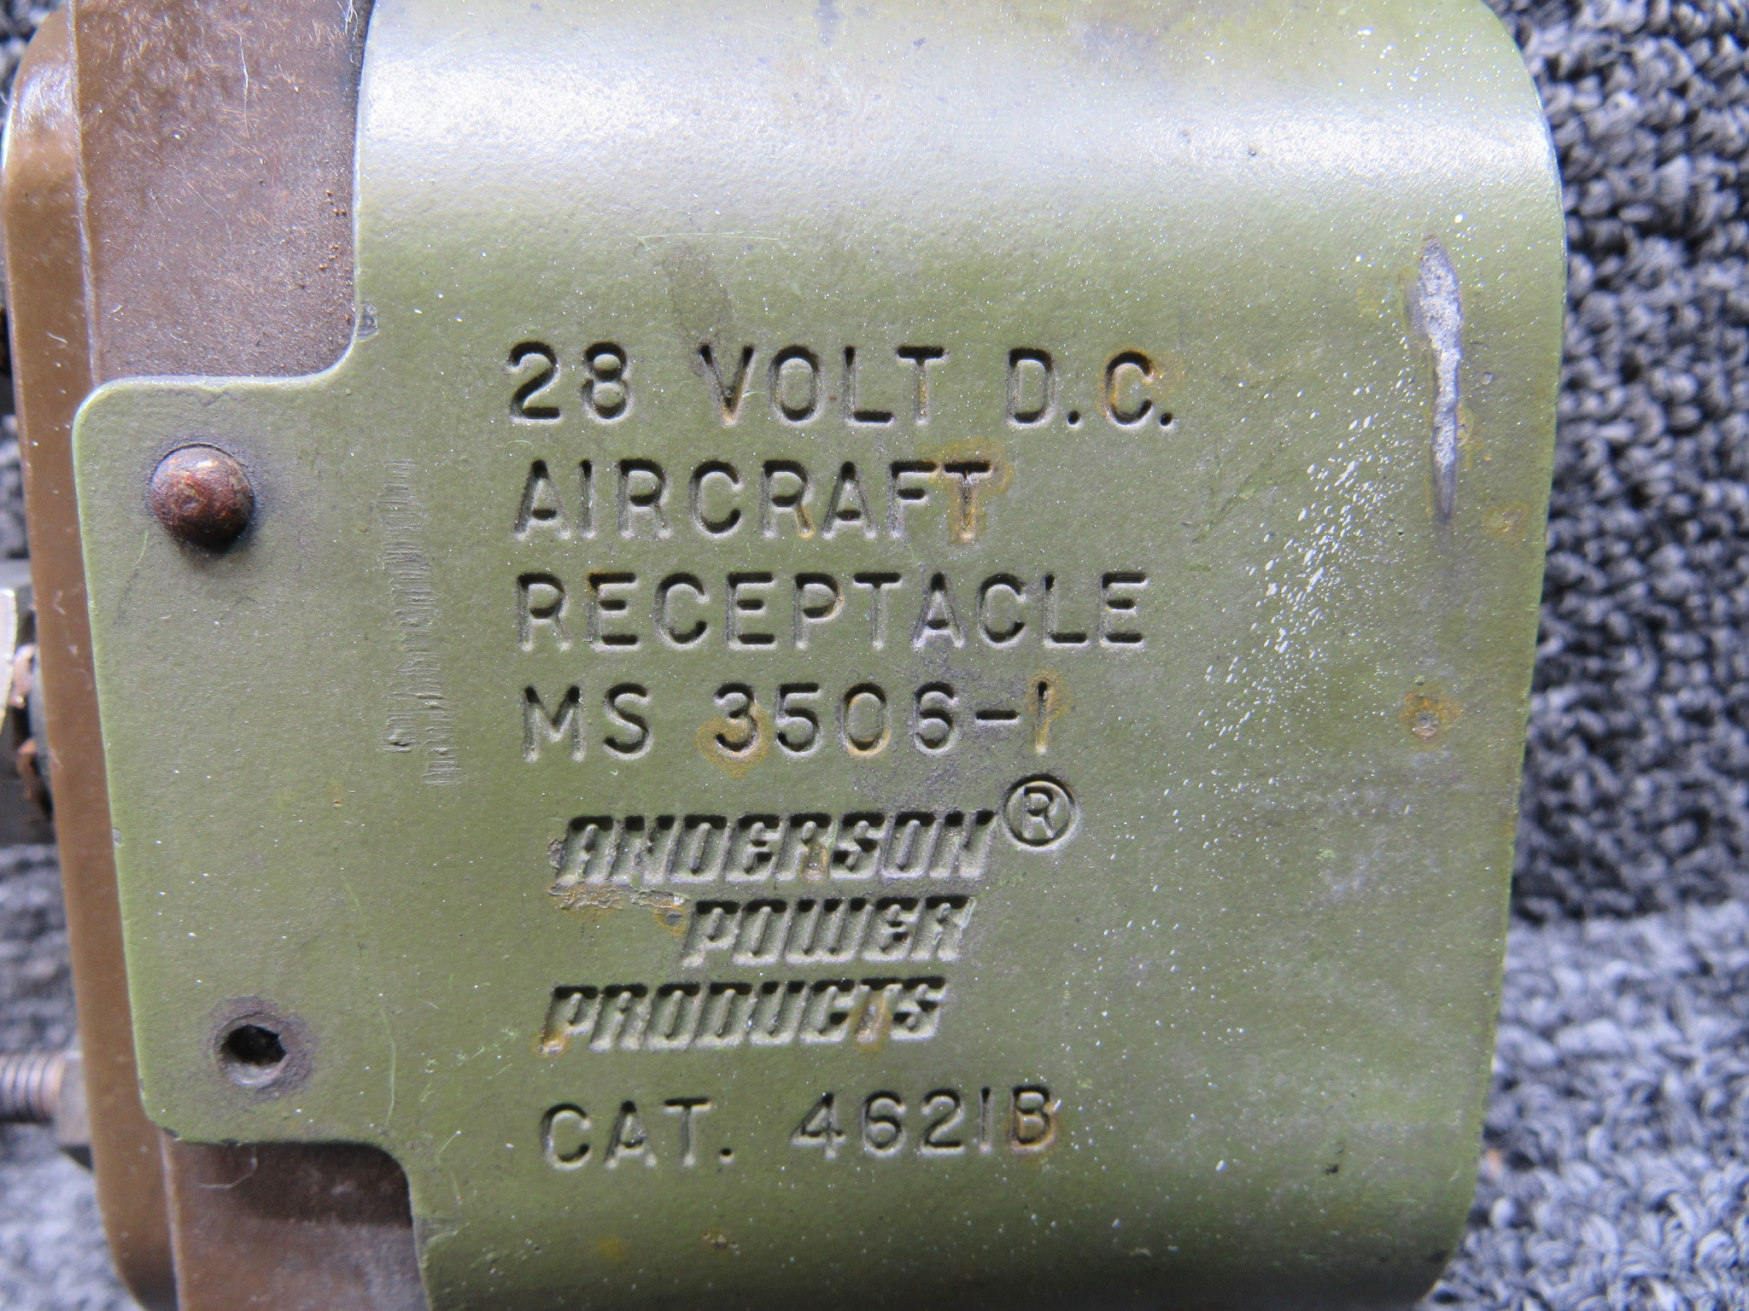 28 VOLT D.C.
AIRCRAFT
RECEPTACLE
MS 3506-1
ANDERSON®
POWER
PRODUCTS
CAT. 4621B